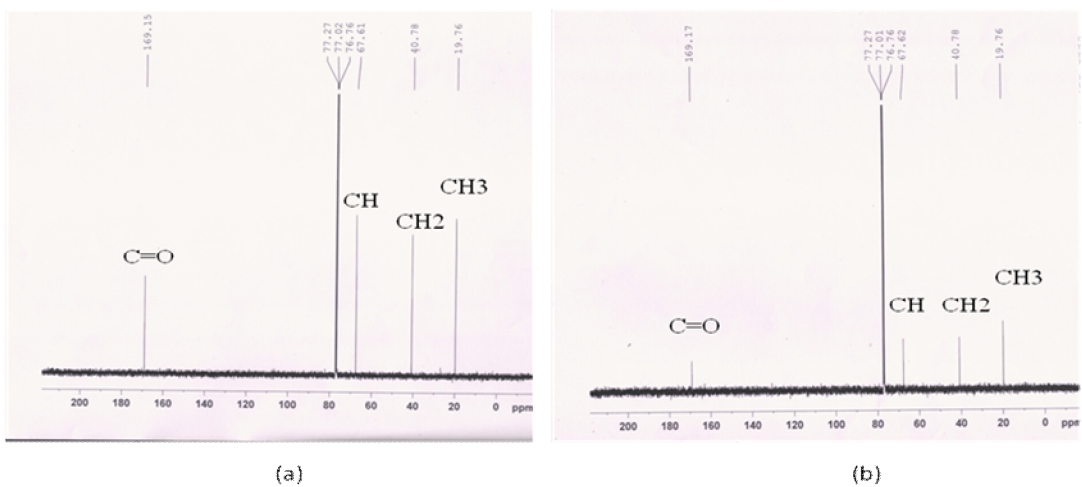 169.15
77.27
77.02
76.76
67.61
40.78
19.76
C=O
CH
CH2
CH3
200 180 160 140 120 100 80 60 40 20 0 ppm
(a)
169.17
77.27
77.01
76.76
67.62
40.78
19.76
C=O
CH
CH2
CH3
200 180 160 140 120 100 80 60 40 20 0 ppm
(b)